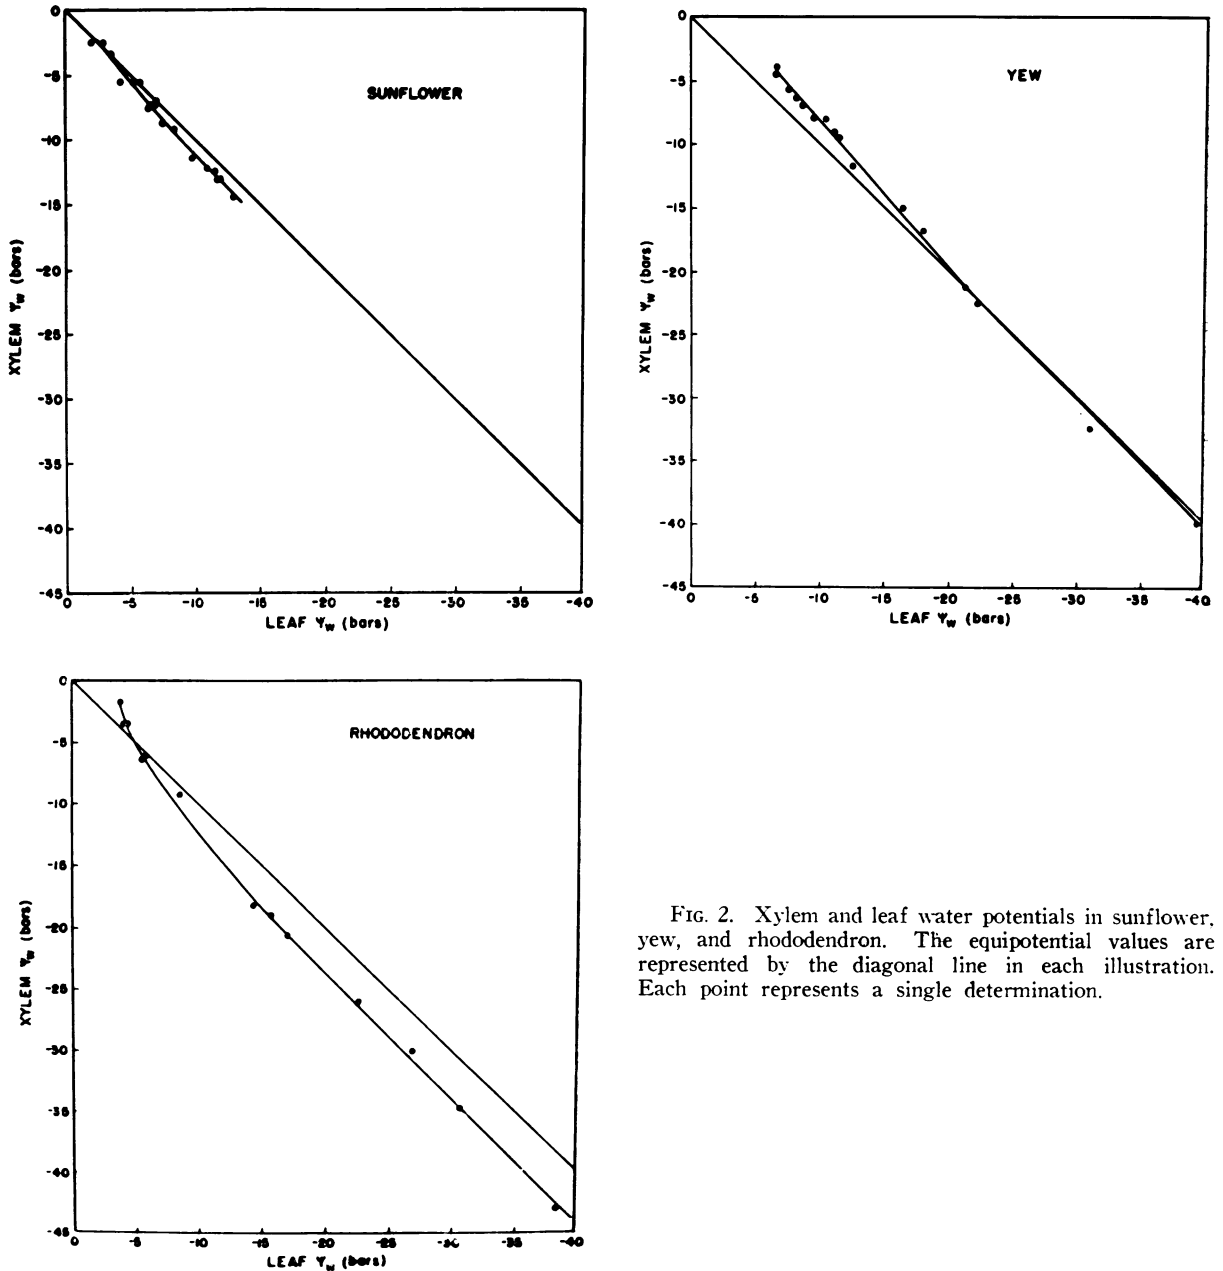 0
-5
-10
-15
-20
-25
-30
-35
-40
-45
XYLEM Ψw (bars)
SUNFLOWER
0 -5 -10 -15 -20 -25 -30 -35 -40
LEAF Ψw (bars)
0
-5
-10
-15
-20
-25
-30
-35
-40
-45
XYLEM Ψw (bars)
YEW
0 -5 -10 -15 -20 -25 -30 -35 -40
LEAF Ψw (bars)
0
-5
-10
-15
-20
-25
-30
-35
-40
-45
XYLEM Ψw (bars)
RHODODENDRON
0 -5 -10 -15 -20 -25 -30 -35 -40
LEAF Ψw (bars)
FIG. 2. Xylem and leaf water potentials in sunflower,
yew, and rhododendron. The equipotential values are
represented by the diagonal line in each illustration.
Each point represents a single determination.